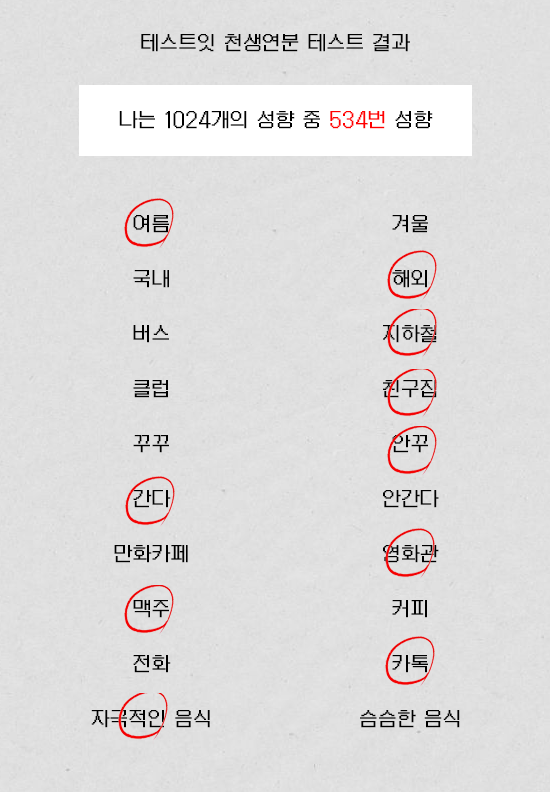 테스트잇 천생연분 테스트 결과
나는 1024개의 성향 중 534번 성향
여름 겨울
국내 해외
버스 지하철
클럽 친구집
꾸꾸 안꾸
간다 안간다
만화카페 영화관
맥주 커피
전화 카톡
자극적인 음식 슴슴한 음식